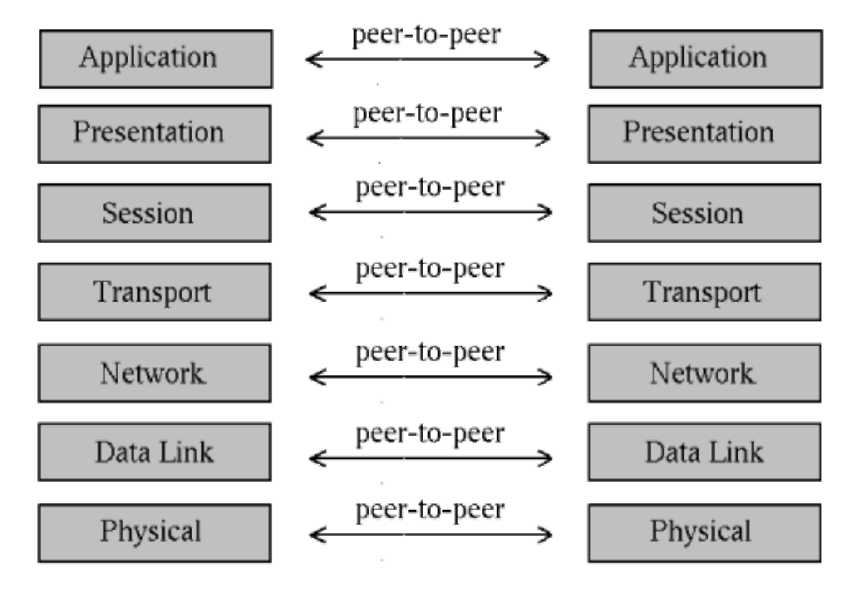 peer-to-peer
Application Application
peer-to-peer
Presentation Presentation
peer-to-peer
Session Session
peer-to-peer
Transport Transport
peer-to-peer
Network Network
peer-to-peer
Data Link Data Link
peer-to-peer
Physical Physical